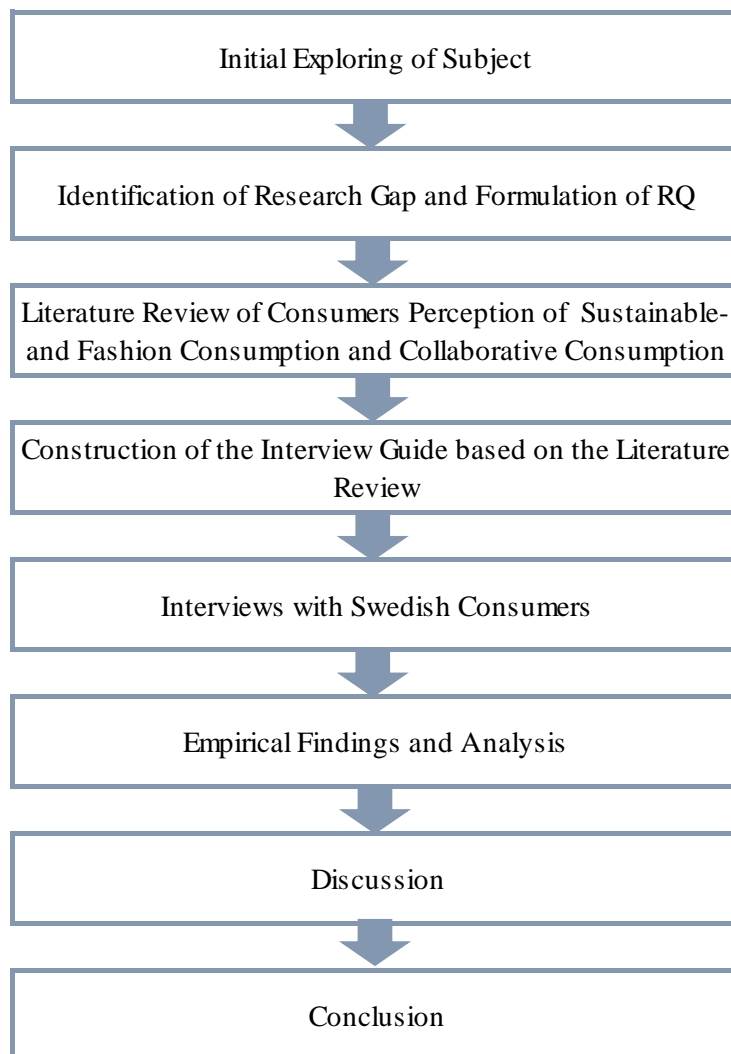 Initial Exploring of Subject
Identification of Research Gap and Formulation of RQ
Literature Review of Consumers Perception of Sustainable-
and Fashion Consumption and Collaborative Consumption
Construction of the Interview Guide based on the Literature
Review
Interviews with Swedish Consumers
Empirical Findings and Analysis
Discussion
Conclusion